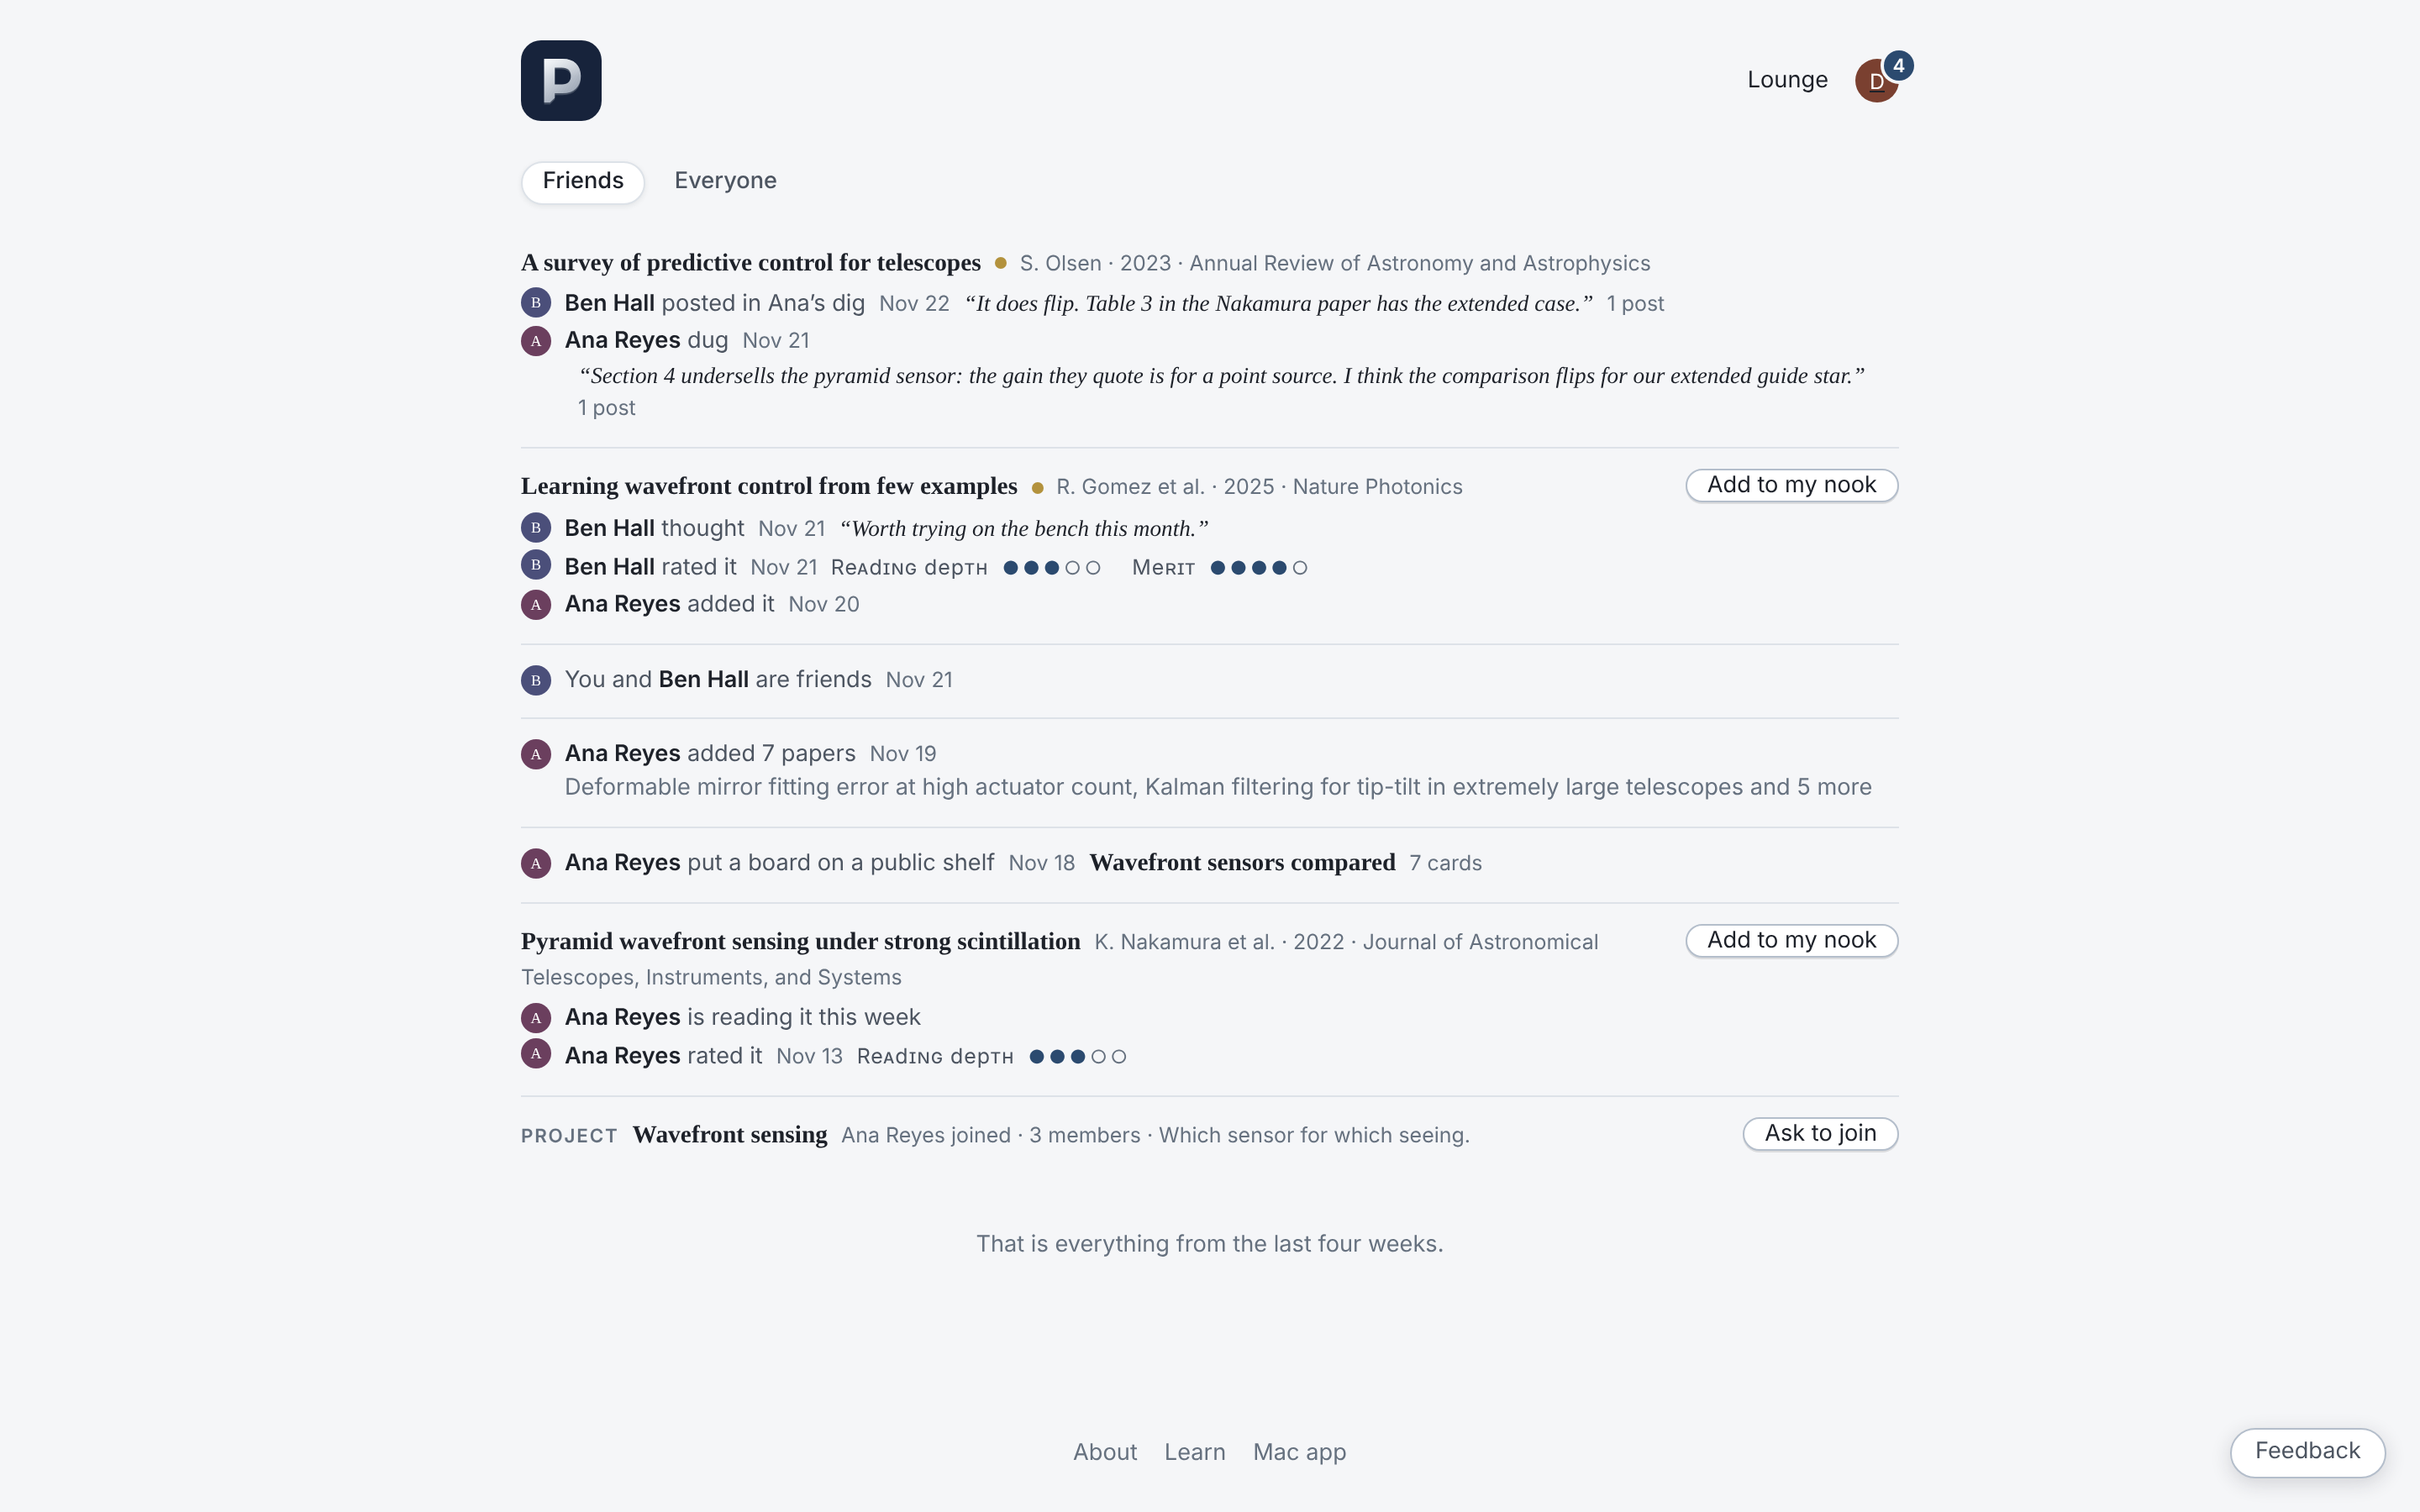 P
Lounge
D
4
Friends
Everyone
A survey of predictive control for telescopes S. Olsen · 2023 · Annual Review of Astronomy and Astrophysics
B Ben Hall posted in Ana’s dig Nov 22 “It does flip. Table 3 in the Nakamura paper has the extended case.” 1 post
A Ana Reyes dug Nov 21
“Section 4 undersells the pyramid sensor: the gain they quote is for a point source. I think the comparison flips for our extended guide star.”
1 post
Learning wavefront control from few examples R. Gomez et al. · 2025 · Nature Photonics Add to my nook
B Ben Hall thought Nov 21 “Worth trying on the bench this month.”
B Ben Hall rated it Nov 21 Reading depth Merit
A Ana Reyes added it Nov 20
B You and Ben Hall are friends Nov 21
A Ana Reyes added 7 papers Nov 19
Deformable mirror fitting error at high actuator count, Kalman filtering for tip-tilt in extremely large telescopes and 5 more
A Ana Reyes put a board on a public shelf Nov 18 Wavefront sensors compared 7 cards
Pyramid wavefront sensing under strong scintillation K. Nakamura et al. · 2022 · Journal of Astronomical Add to my nook
Telescopes, Instruments, and Systems
A Ana Reyes is reading it this week
A Ana Reyes rated it Nov 13 Reading depth
PROJECT Wavefront sensing Ana Reyes joined · 3 members · Which sensor for which seeing. Ask to join
That is everything from the last four weeks.
About Learn Mac app
Feedback